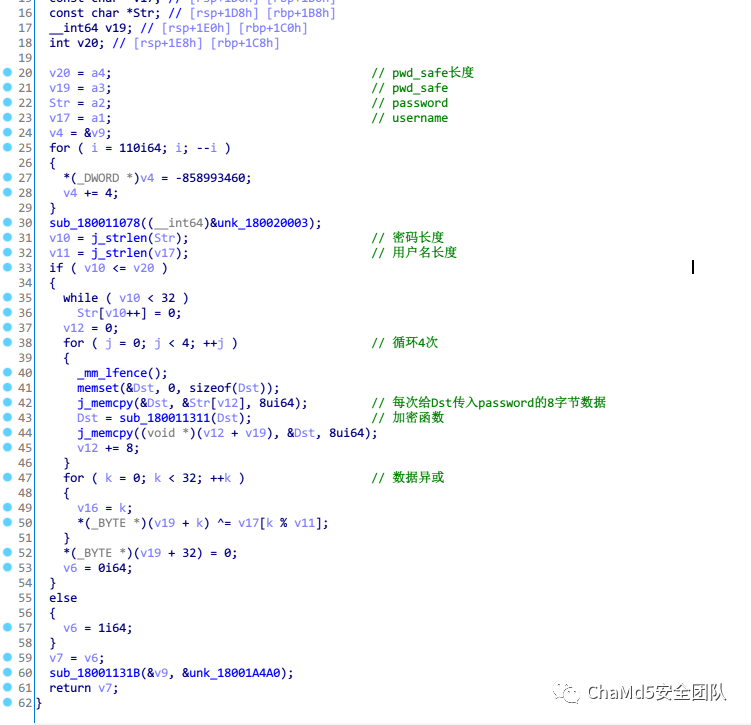 16 const char *Str; // [rsp+1D8h] [rbp+1B8h]
17 __int64 v19; // [rsp+1E0h] [rbp+1C0h]
18 int v20; // [rsp+1E8h] [rbp+1C8h]
19
20 v20 = a4; // pwd_safe长度
21 v19 = a3; // pwd_safe
22 Str = a2; // password
23 v17 = a1; // username
24 v4 = &v9;
25 for ( i = 110i64; i; --i )
26 {
27 *(_DWORD *)v4 = -858993460;
28 v4 += 4;
29 }
30 sub_180011078((__int64)&unk_180020003);
31 v10 = j_strlen(Str); // 密码长度
32 v11 = j_strlen(v17); // 用户名长度
33 if ( v10 <= v20 )
34 {
35 while ( v10 < 32 )
36 Str[v10++] = 0;
37 v12 = 0;
38 for ( j = 0; j < 4; ++j ) // 循环4次
39 {
40 _mm_lfence();
41 memset(&Dst, 0, sizeof(Dst));
42 j_memcpy(&Dst, &Str[v12], 8ui64); // 每次给Dst传入password的8字节数据
43 Dst = sub_180011311(Dst); // 加密函数
44 j_memcpy((void *)(v12 + v19), &Dst, 8ui64);
45 v12 += 8;
46 }
47 for ( k = 0; k < 32; ++k ) // 数据异或
48 {
49 v16 = k;
50 *(_BYTE *)(v19 + k) ^= v17[k % v11];
51 }
52 *(_BYTE *)(v19 + 32) = 0;
53 v6 = 0i64;
54 }
55 else
56 {
57 v6 = 1i64;
58 }
59 v7 = v6;
60 sub_18001131B(&v9, &unk_18001A4A0);
61 return v7;
62 }
ChaMd5安全团队